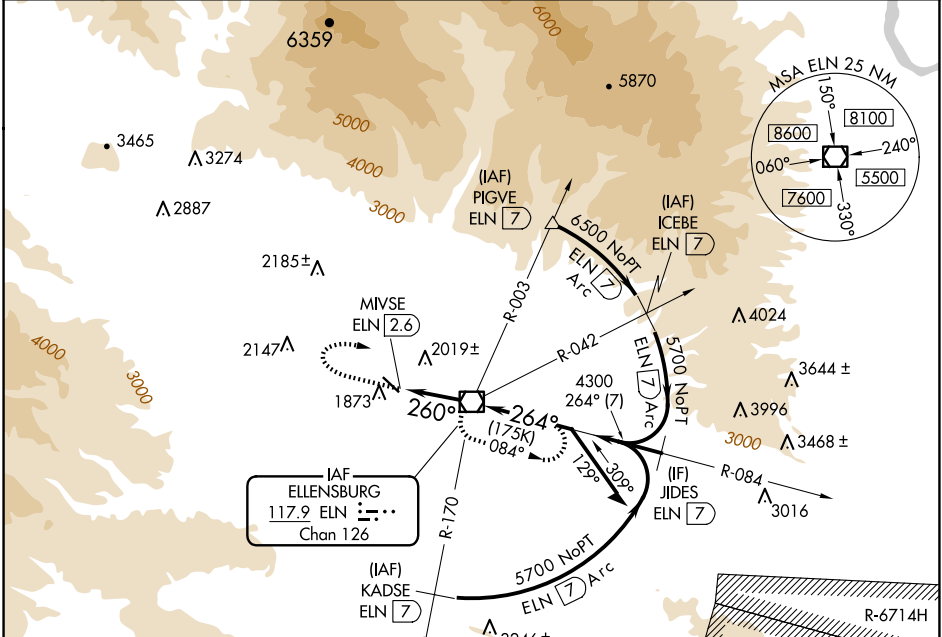 6359
6000
5870
MSA ELN 25 NM
150°
8600
8100
060°
240°
7600
5500
330°
3465
3274
2887
5000
4000
3000
(IAF)
PIGVE
ELN 7
(IAF)
ICEBE
ELN 7
6500 NoPT
ELN 7 Arc
R-003
R-042
2185±
MIVSE
ELN 2.6
2147
2019±
1873
4000
3000
4024
5700 NoPT
ELN 7 Arc
3644±
3996
3468±
3000
4300
264° (7)
260°
264°
(175K)
084°
129°
309°
(IF)
JIDES
ELN 7
R-084
3016
IAF
ELLENSBURG
117.9 ELN
Chan 126
R-170
(IAF)
KADSE
ELN 7
5700 NoPT
ELN 7 Arc
R-6714H